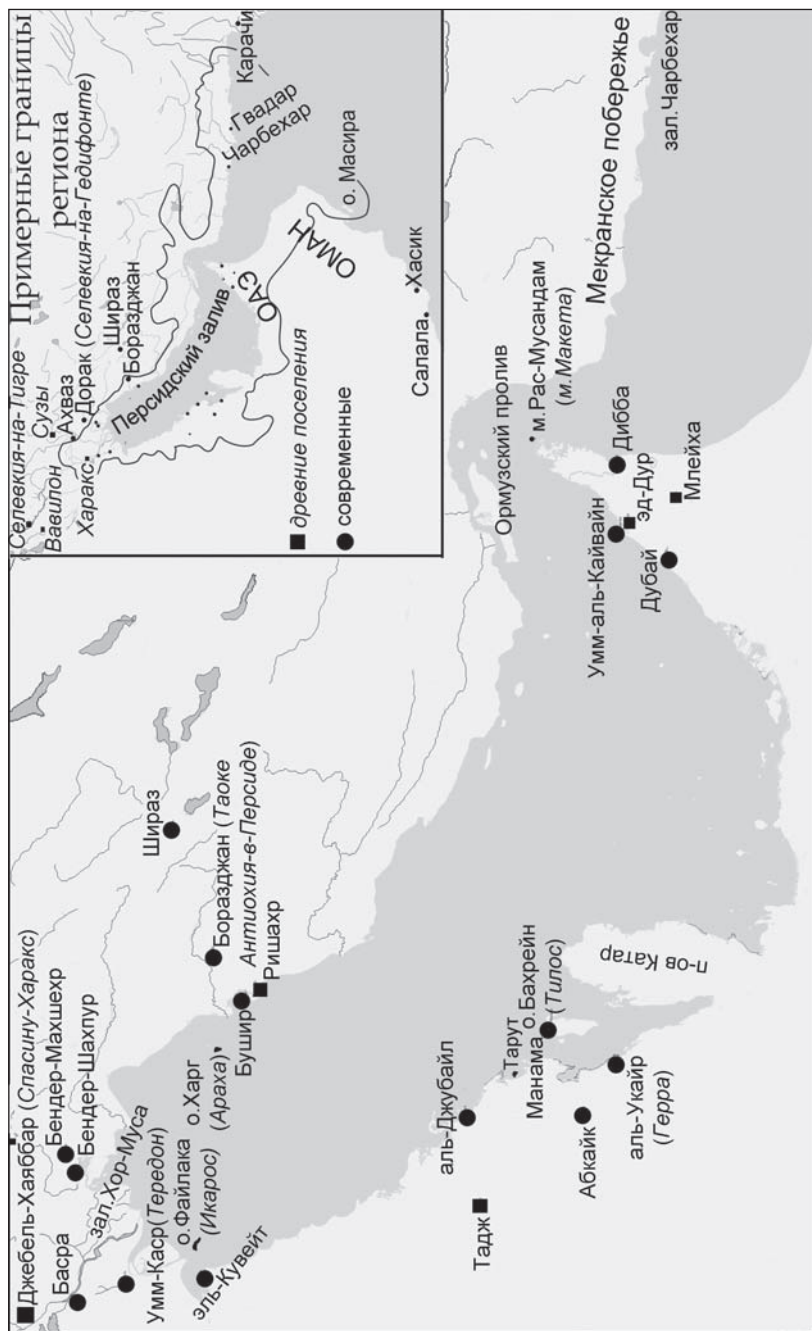 Примерные границы
региона
Селевкия-на-Тигре
Вавилон
Сузы
Ахваз
Харакс
Дорак (Селевкия-на-Гедифонте)
Шираз
Боразджан
Персидский залив
ОАЭ
ОМАН
о. Масира
Хасик
Салала
Чарбехар
Гвадар
Карачи
древние поселения
современные
Джебель-Хаяббар (Спасину-Харакс)
Бендер-Махшехр
Бендер-Шахпур
Басра
зал.Хор-Муса
Умм-Каср(Тередон)
о.Файлака
(Икарос)
эль-Кувейт
о.Харг
(Араха)
Бушир
Ришахр
Боразджан (Таоке
Антиохия-в-Персиде)
Шираз
аль-Джубайл
Тадж
Тарут
Манама
о.Бахрейн
(Тилос)
Абкайк
аль-Укайр
(Герра)
п-ов Катар
Ормузский пролив
м.Рас-Мусандам
(м.Макета)
Умм-аль-Кайвайн
эд-Дур
Дибба
Дубай
Млейха
Мекранское побережье
зал.Чарбехар